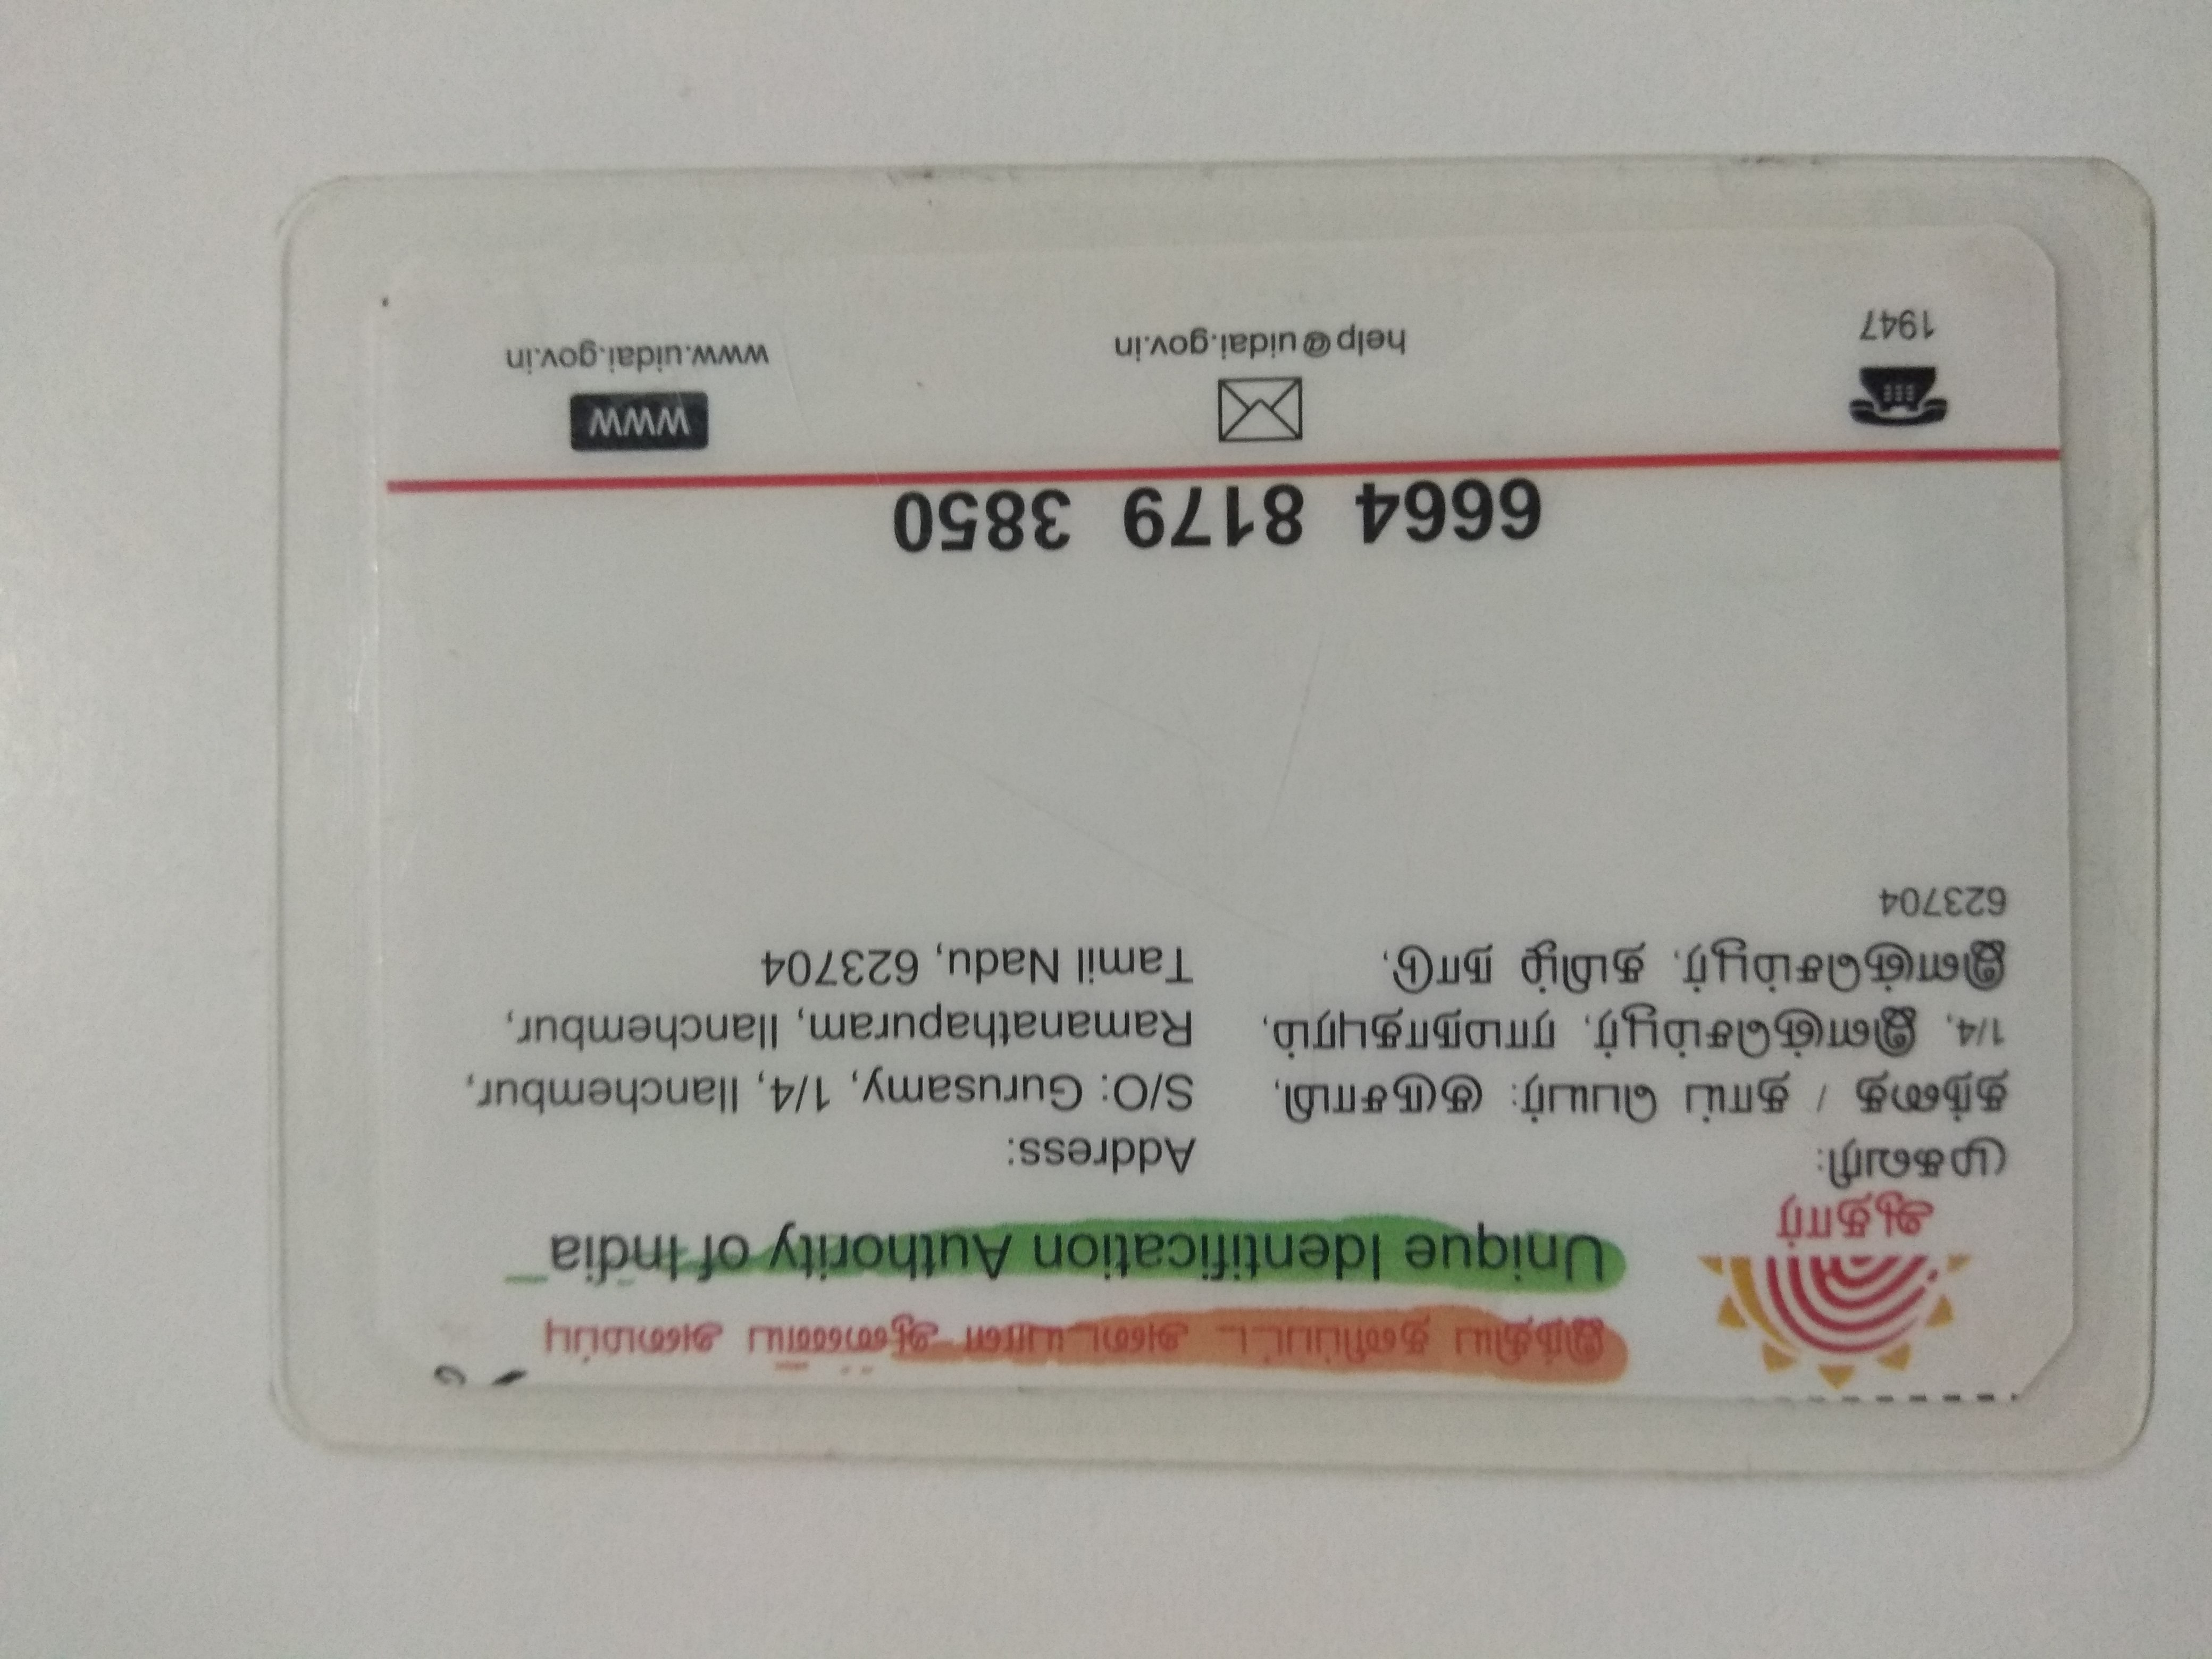 இந்திய தனிப்பட்ட அடையாள ஆணைய அமைப்பு
Unique Identification Authority of India
ஆதார்
முகவரி:
தந்தை / தாய் பெயர்: குருசாமி,
1/4, இளஞ்செம்பூர், ராமநாதபுரம்,
இளஞ்செம்பூர், தமிழ் நாடு,
623704
Address:
S/O: Gurusamy, 1/4, Ilanchembur,
Ramanathapuram, Ilanchembur,
Tamil Nadu, 623704
6664 8179 3850
1947
help@uidai.gov.in
WWW
www.uidai.gov.in